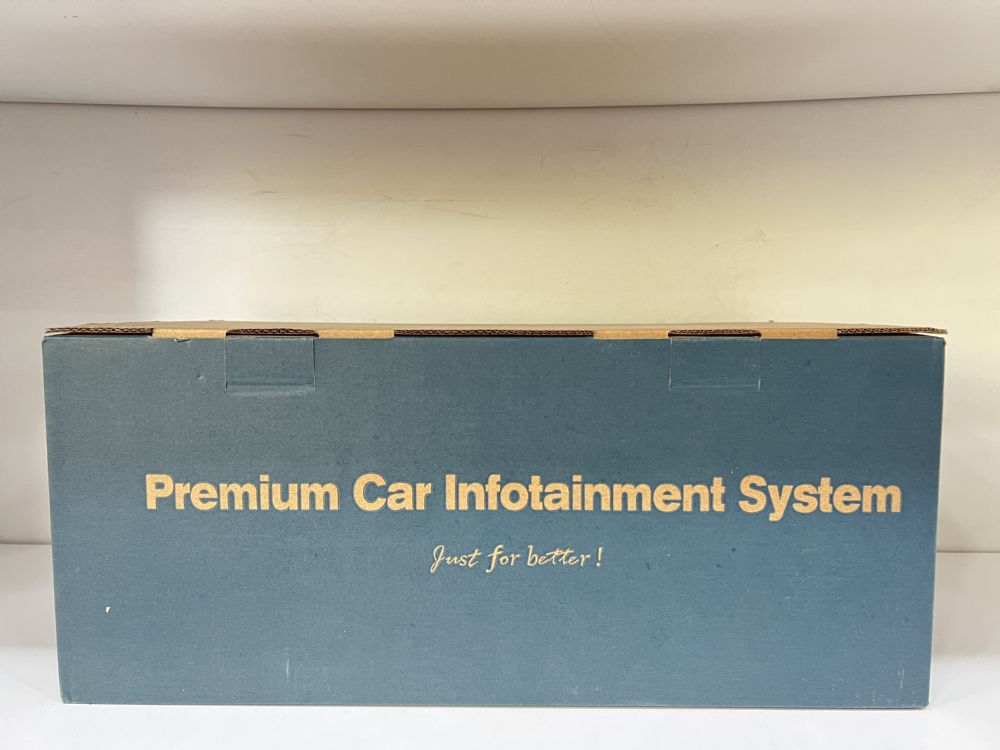 Premium Car Infotainment System
Just for better!